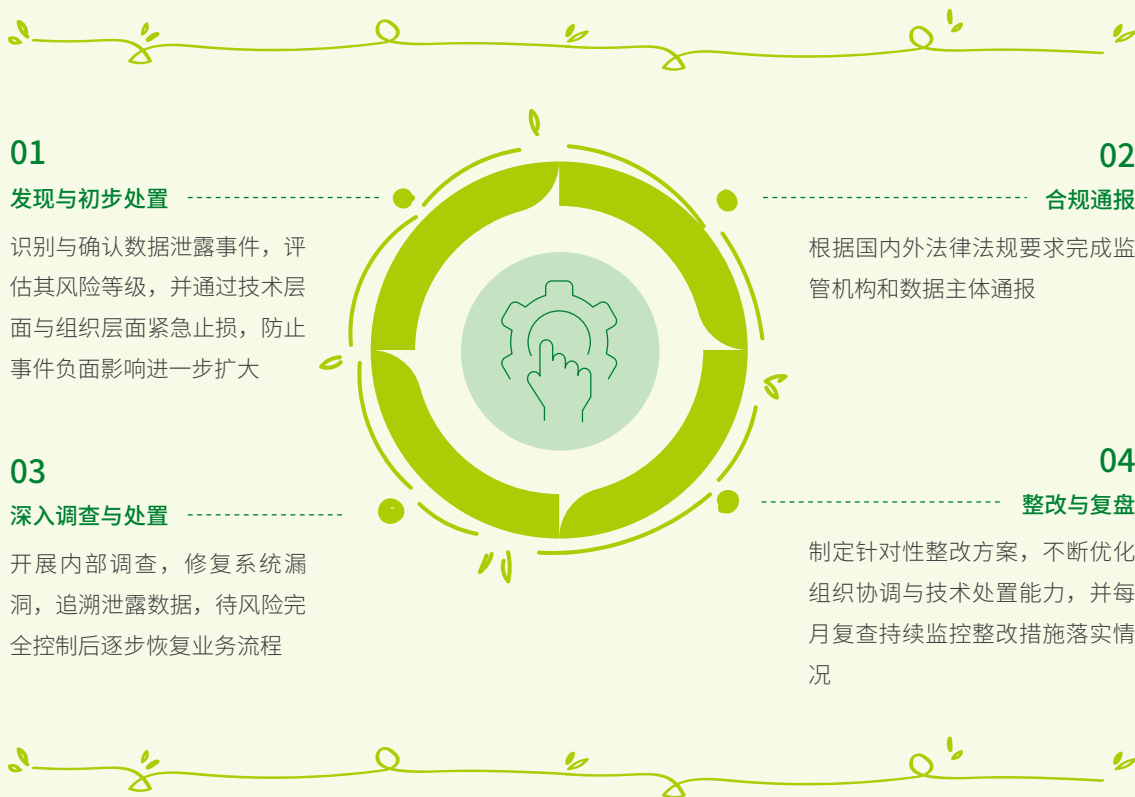 01
发现与初步处置
识别与确认数据泄露事件，评
估其风险等级，并通过技术层
面与组织层面紧急止损，防止
事件负面影响进一步扩大
02
合规通报
根据国内外法律法规要求完成监
管机构和数据主体通报
03
深入调查与处置
开展内部调查，修复系统漏
洞，追溯泄露数据，待风险完
全控制后逐步恢复业务流程
04
整改与复盘
制定针对性整改方案，不断优化
组织协调与技术处置能力，并每
月复查持续监控整改措施落实情
况